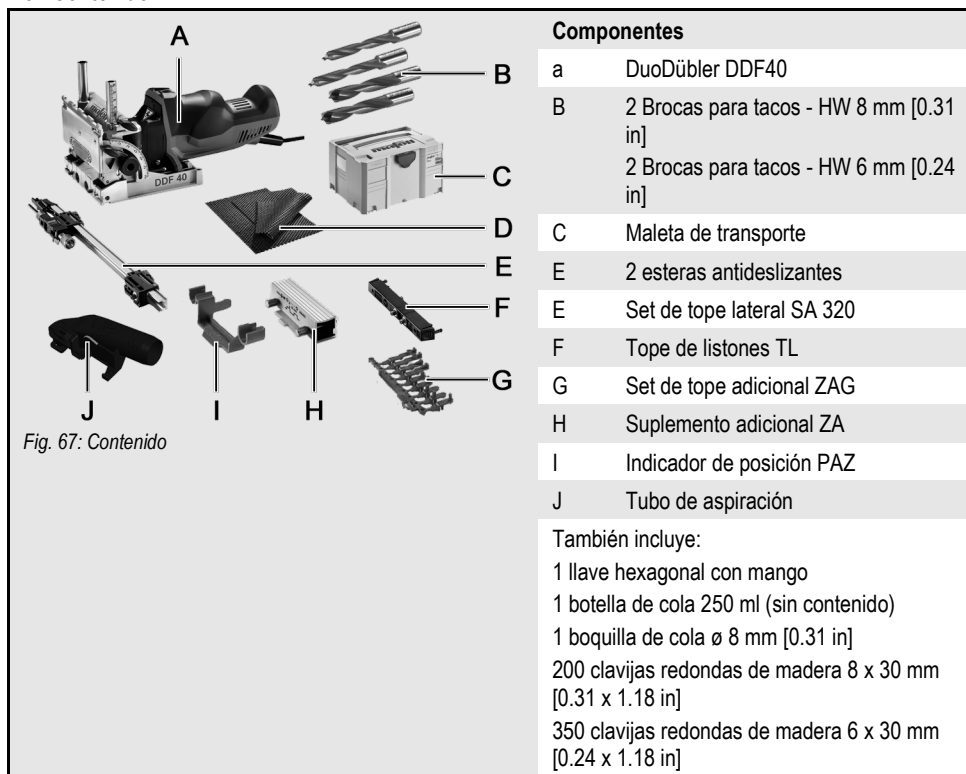 A
B
C
D
E
F
G
H
I
J
DDF 40
mafell
Fig. 67: Contenido
Componentes
a DuoDübler DDF40
B 2 Brocas para tacos - HW 8 mm [0.31
in]
2 Brocas para tacos - HW 6 mm [0.24
in]
C Maleta de transporte
E 2 esteras antideslizantes
E Set de tope lateral SA 320
F Tope de listones TL
G Set de tope adicional ZAG
H Suplemento adicional ZA
I Indicador de posición PAZ
J Tubo de aspiración
También incluye:
1 llave hexagonal con mango
1 botella de cola 250 ml (sin contenido)
1 boquilla de cola ø 8 mm [0.31 in]
200 clavijas redondas de madera 8 x 30 mm
[0.31 x 1.18 in]
350 clavijas redondas de madera 6 x 30 mm
[0.24 x 1.18 in]